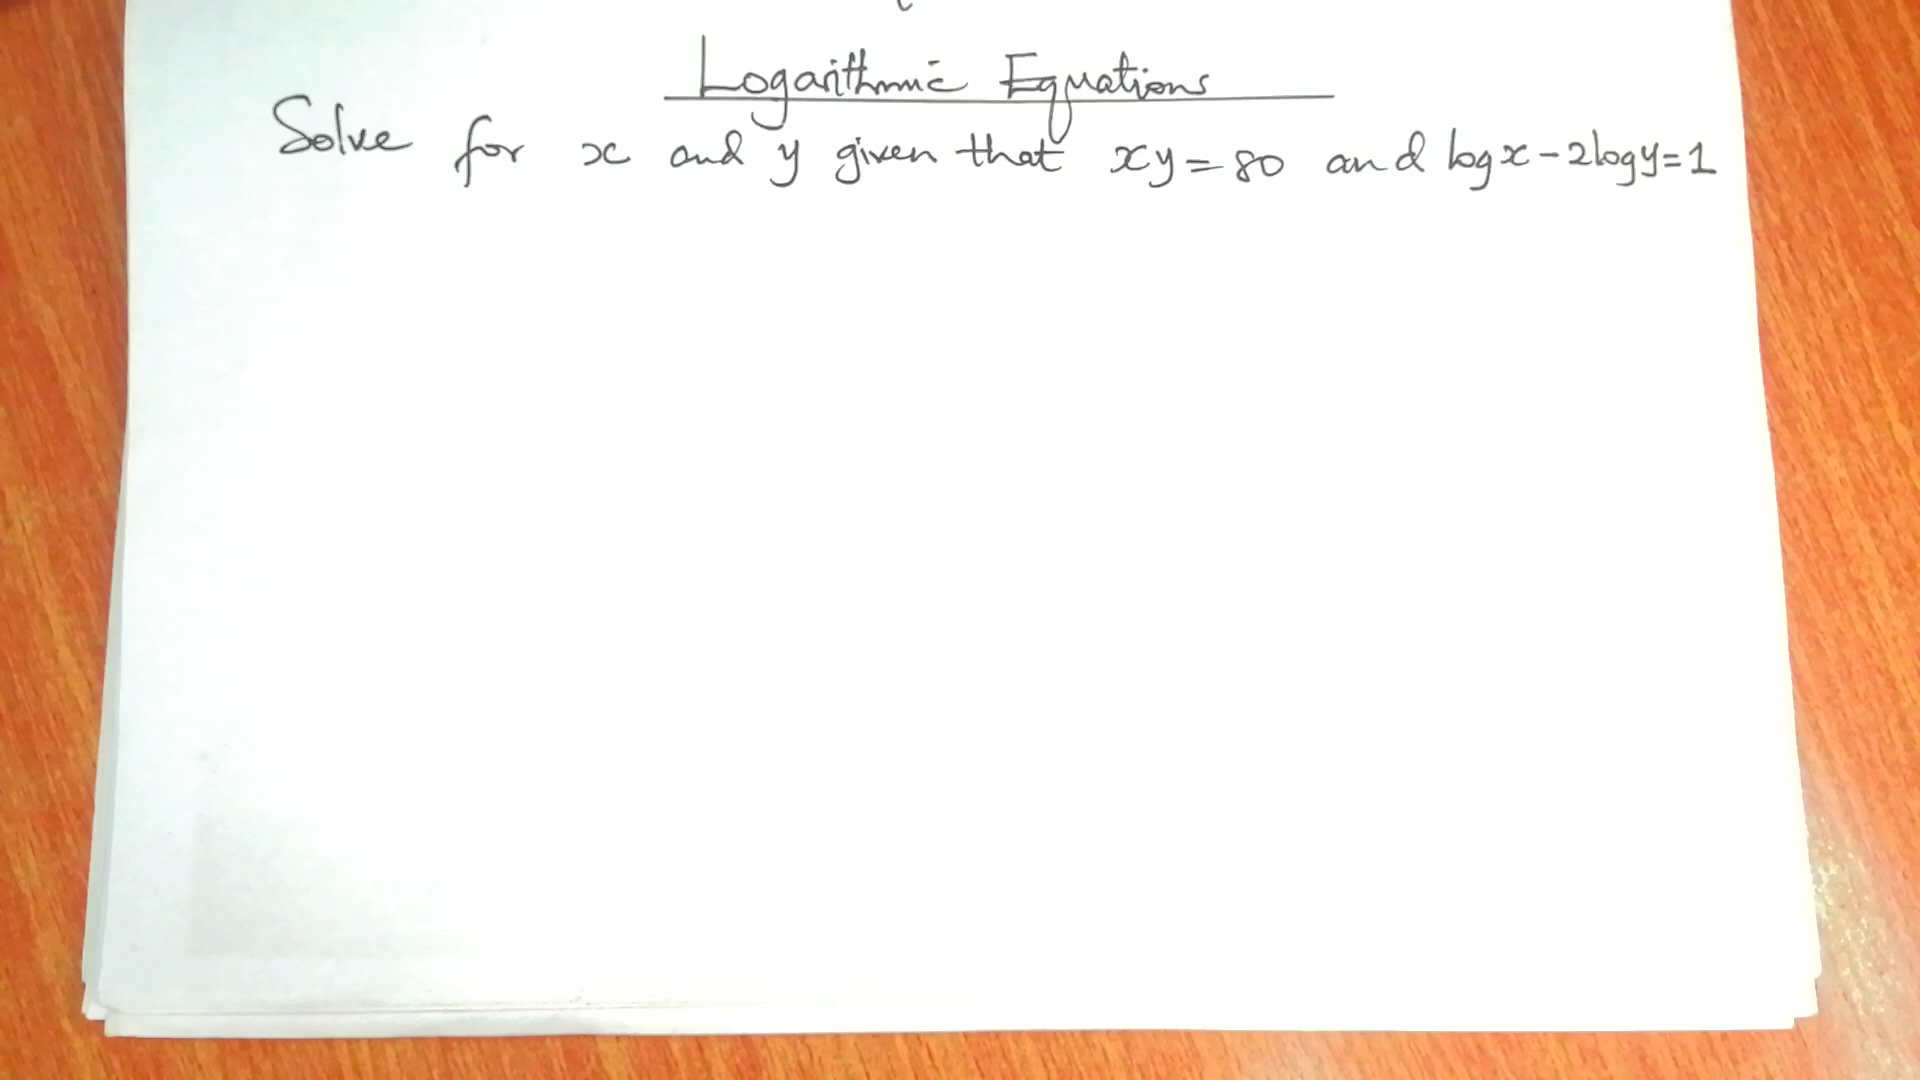 Logarithmic Equations
Solve for x and y given that xy = 80 and log x - 2log y = 1